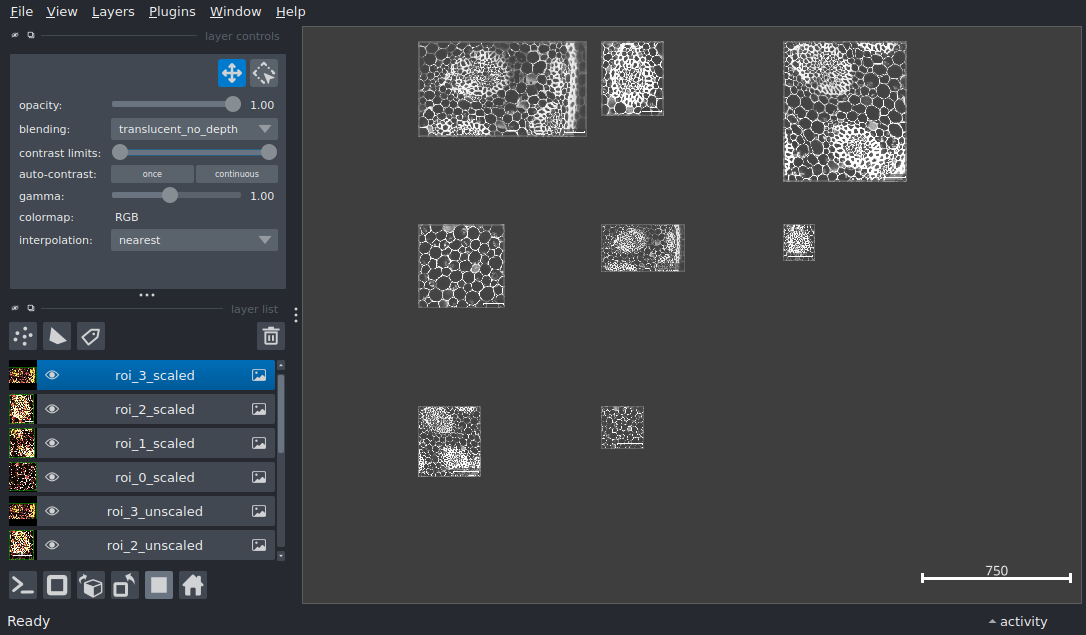 File View Layers Plugins Window Help
layer controls
opacity: 1.00
blending: translucent_no_depth
contrast limits:
auto-contrast: once continuous
gamma: 1.00
colormap: RGB
interpolation: nearest
layer list
roi_3_scaled
roi_2_scaled
roi_1_scaled
roi_0_scaled
roi_3_unscaled
roi_2_unscaled
750
Ready
activity